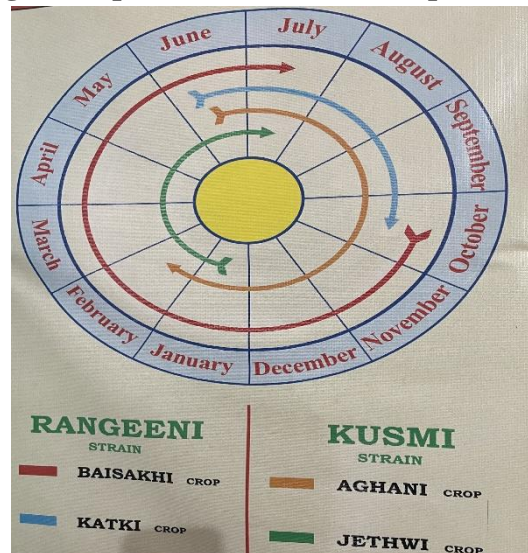 June
July
August
September
October
November
December
January
February
March
April
May
RANGEENI
STRAIN
BAISAKHI CROP
KATKI CROP
KUSMI
STRAIN
AGHANI CROP
JETHWI CROP